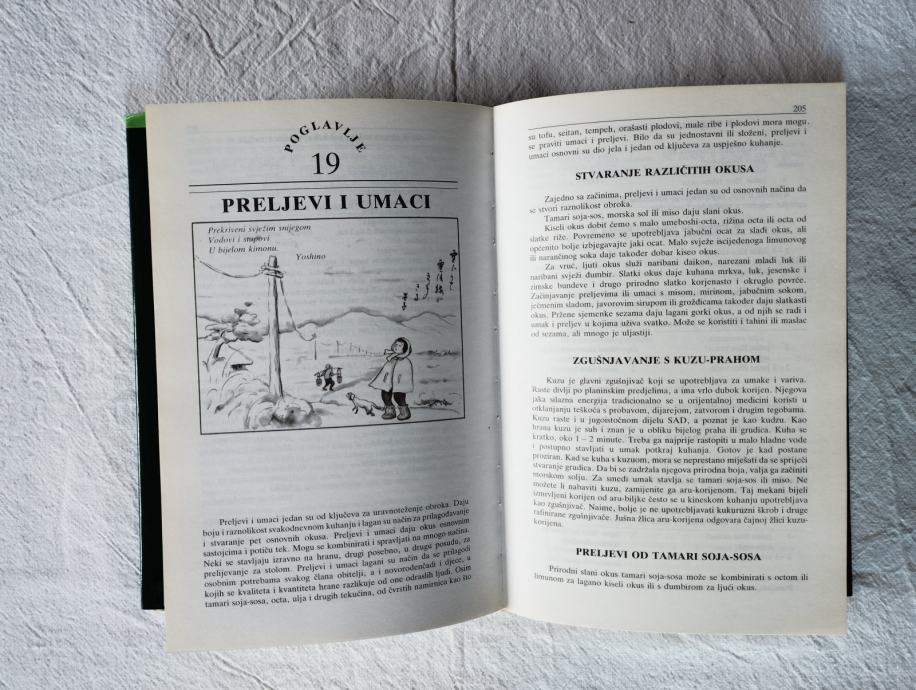 POGLAVLJE
19
PRELJEVI I UMACI
Prekriveni svježim snijegom
Vodovi i stupovi
U bijelom kimonu.
Yoshino
Preljevi i umaci jedan su od ključeva za uravnoteženje obroka. Daju
boju i raznolikost svakodnevnom kuhanju i lagan su način za prilagođavanje
i stvaranje pet osnovnih okusa. Preljevi i umaci daju okus osnovnim
sastojcima i potiču tek. Mogu se kombinirati i spravljati na mnogo načina.
Neki se stavljaju izravno na hranu, drugi posebno, u drugu posudu, za
prelijevanje za stolom. Preljevi i umaci lagan su način da se prilagodi
osobnim potrebama svakog člana obitelji, a i novorođenčadi i djece, u
kojih se kvaliteta i kvantiteta hrane razlikuje od one odraslih ljudi. Osim
tamari soja-sosa, octa, ulja i drugih tekućina, od čvrstih namirnica kao što
205
su tofu, seitan, tempeh, orašasti plodovi, male ribe i plodovi mora mogu
se praviti umaci i preljevi. Bilo da su jednostavni ili složeni, preljevi i
umaci osnovni su dio jela i jedan od ključeva za uspješno kuhanje.
STVARANJE RAZLIČITIH OKUSA
Zajedno sa začinima, preljevi i umaci jedan su od osnovnih načina da
se stvori raznolikost obroka.
Tamari soja-sos, morska sol ili miso daju slani okus.
Kiseli okus dobit ćemo s malo umeboshi-octa, rižina octa ili octa od
slatke riže. Povremeno se upotrebljava jabučni ocat za sladi okus, ali
općenito bolje izbjegavajte jaki ocat. Malo svježe iscijeđenoga limunovog
ili narančinog soka daje također dobar kiseo okus.
Za vruć, ljuti okus služi naribani daikon, narezani mladi luk ili
naribani svježi đumbir. Slatki okus daje kuhana mrkva, luk, jesenske i
zimske bundeve i drugo prirodno slatko korjenasto i okruglo povrće.
Začinjavanje preljevima ili umaci s misom, mirinom, jabučnim sokom,
ječmenim sladom, javorovim sirupom ili grožđicama također daju slatkasti
okus. Pržene sjemenke sezama daju lagani gorki okus, a od njih se radi i
umak i preljev u kojima uživa svatko. Može se koristiti i tahini ili maslac
od sezama, ali mnogo je uljastiji.
ZGUŠNJAVANJE S KUZU-PRAHOM
Kuzu je glavni zgušnjivač koji se upotrebljava za umake i variva.
Raste divlji po planinskim predjelima, a ima vrlo dubok korijen. Njegova
jaka silazna energija tradicionalno se u orijentalnoj medicini koristi u
otklanjanju teškoća s probavom, dijarejom, zatvorom i drugim tegobama.
Kuzu raste i u jugoistočnom dijelu SAD, a poznat je kao kudzu. Kao
hrana kuzu je suh i znan je u obliku bijelog praha ili grudica. Kuha se
kratko, oko 1 – 2 minute. Treba ga najprije rastopiti u malo hladne vode
i postupno stavljati u umak potkraj kuhanja. Gotov je kad postane
proziran. Kad se kuha s kuzuom, mora se neprestano miješati da se spriječi
stvaranje grudica. Da bi se zadržala njegova prirodna boja, valja ga začiniti
morskom solju. Za smeđi umak stavlja se tamari soja-sos ili miso. Ne
možete li nabaviti kuzu, zamijenite ga aru-korijenom. Taj mekani bijeli
izmrvljeni korijen od aru-biljke često se u kineskom kuhanju upotrebljava
kao zgušnjivač. Naime, bolje je ne upotrebljavati kukuruzni škrob i druge
rafinirane zgušnjivače. Jušna žlica aru-korijena odgovara čajnoj žlici kuzu-
korijena.
PRELJEVI OD TAMARI SOJA-SOSA
Prirodni slani okus tamari soja-sosa može se kombinirati s octom ili
limunom za lagano kiseli okus ili s đumbirom za ljući okus.